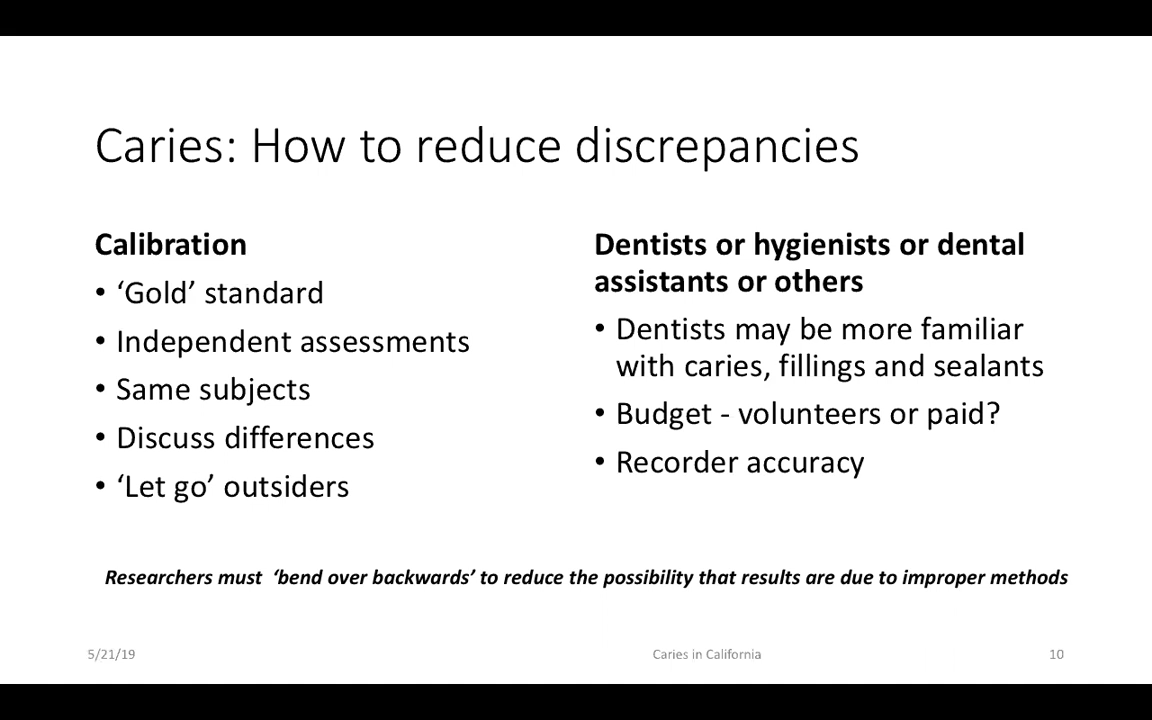 Caries: How to reduce discrepancies
Calibration
• ‘Gold’ standard
• Independent assessments
• Same subjects
• Discuss differences
• ‘Let go’ outsiders
Dentists or hygienists or dental
assistants or others
• Dentists may be more familiar
with caries, fillings and sealants
• Budget - volunteers or paid?
• Recorder accuracy
Researchers must ‘bend over backwards’ to reduce the possibility that results are due to improper methods
5/21/19
Caries in California
10